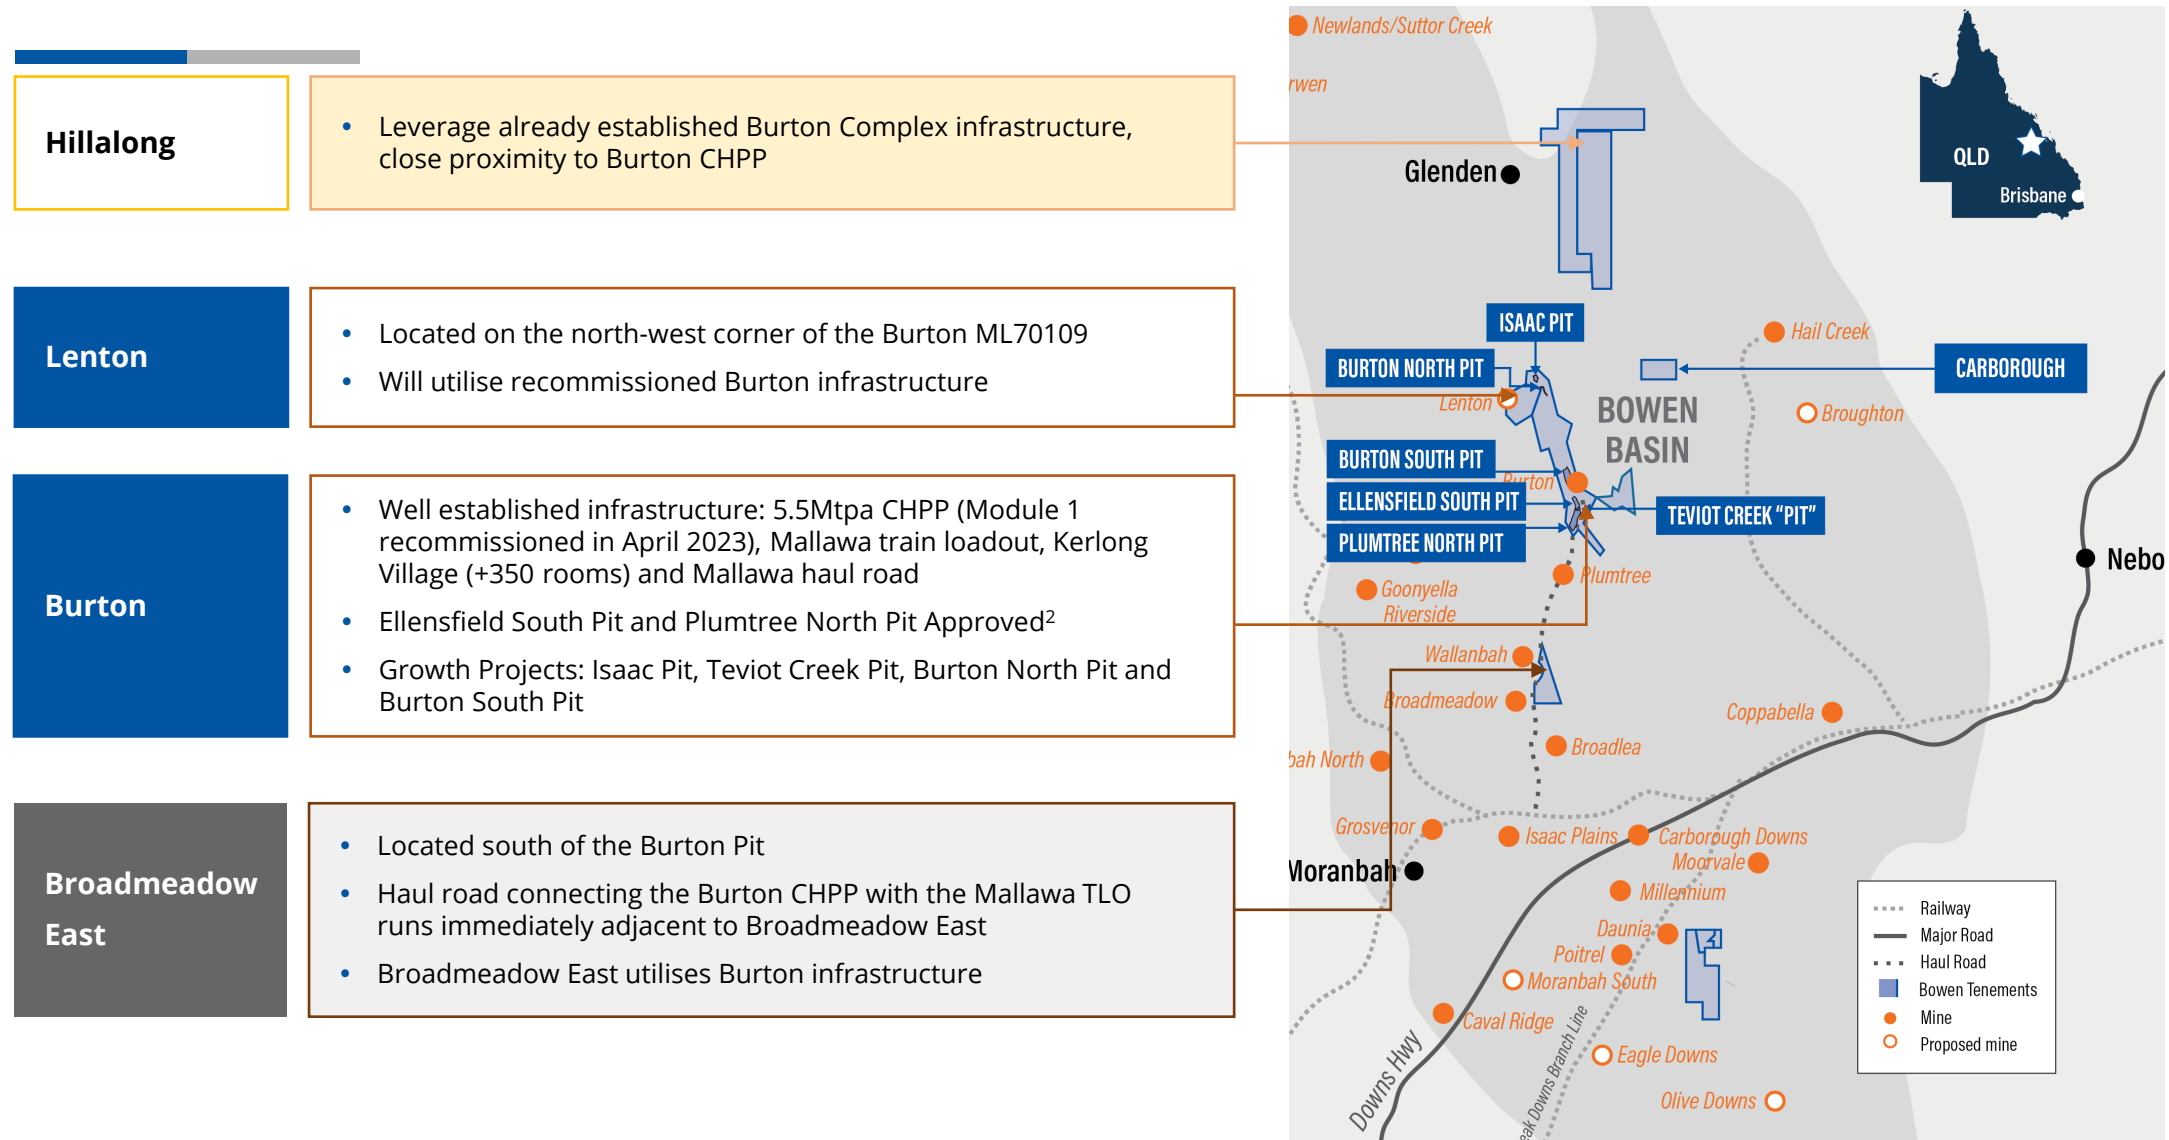 Hillalong
• Leverage already established Burton Complex infrastructure,
close proximity to Burton CHPP
Lenton
• Located on the north-west corner of the Burton ML70109
• Will utilise recommissioned Burton infrastructure
Burton
• Well established infrastructure: 5.5Mtpa CHPP (Module 1
recommissioned in April 2023), Mallawa train loadout, Kerlong
Village (+350 rooms) and Mallawa haul road
• Ellensfield South Pit and Plumtree North Pit Approved²
• Growth Projects: Isaac Pit, Teviot Creek Pit, Burton North Pit and
Burton South Pit
Broadmeadow
East
• Located south of the Burton Pit
• Haul road connecting the Burton CHPP with the Mallawa TLO
runs immediately adjacent to Broadmeadow East
• Broadmeadow East utilises Burton infrastructure
Newlands/Suttor Creek
rwen
Glenden
QLD
Brisbane
ISAAC PIT
Hail Creek
BURTON NORTH PIT
CARBOROUGH
Lenton
BOWEN
BASIN
Broughton
BURTON SOUTH PIT
Burton
ELLENSFIELD SOUTH PIT
TEVIOT CREEK “PIT”
PLUMTREE NORTH PIT
Nebo
Plumtree
Goonyella
Riverside
Wallanbah
Broadmeadow
Coppabella
Broadlea
bah North
Grosvenor
Isaac Plains
Carborough Downs
Moorvale
Moranbah
Millennium
Daunia
Poitrel
Moranbah South
Caval Ridge
Eagle Downs
Olive Downs
Downs Hwy
eak Downs Branch Line
Railway
Major Road
Haul Road
Bowen Tenements
Mine
Proposed mine